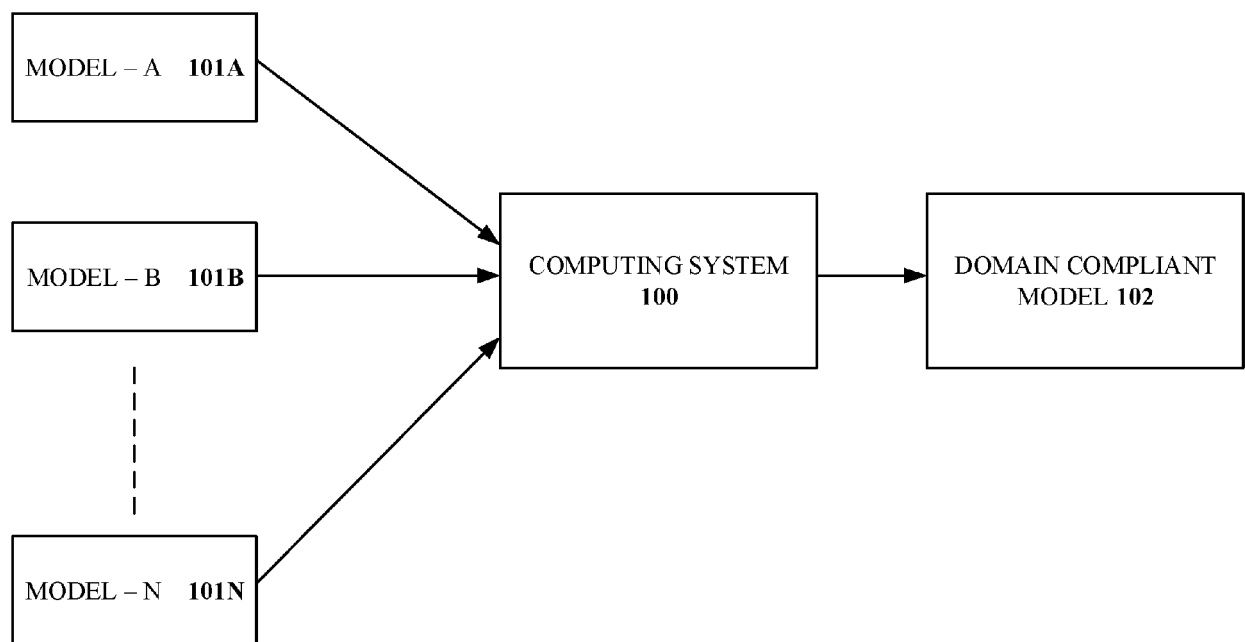 MODEL – A 101A
MODEL – B 101B
COMPUTING SYSTEM
100
DOMAIN COMPLIANT
MODEL 102
MODEL – N 101N